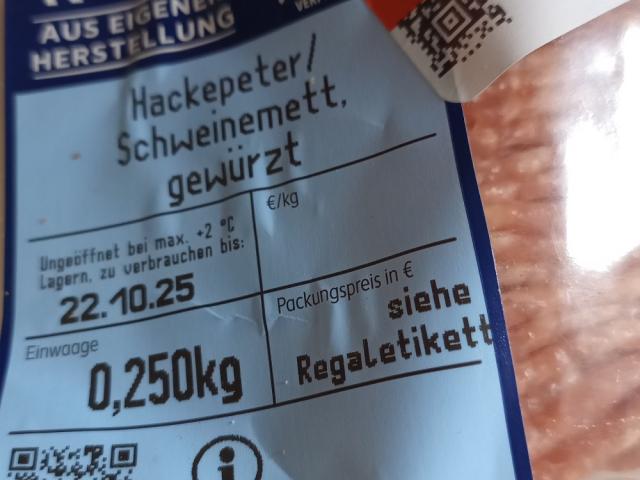 AUS EIGENER
HERSTELLUNG
Hackepeter/
Schweinemett,
gewürzt
€/kg
Ungeöffnet bei max. +2 °C
Lagern, zu verbrauchen bis:
22.10.25
Packungspreis in €
siehe
Regaletikett
Einwaage
0,250kg